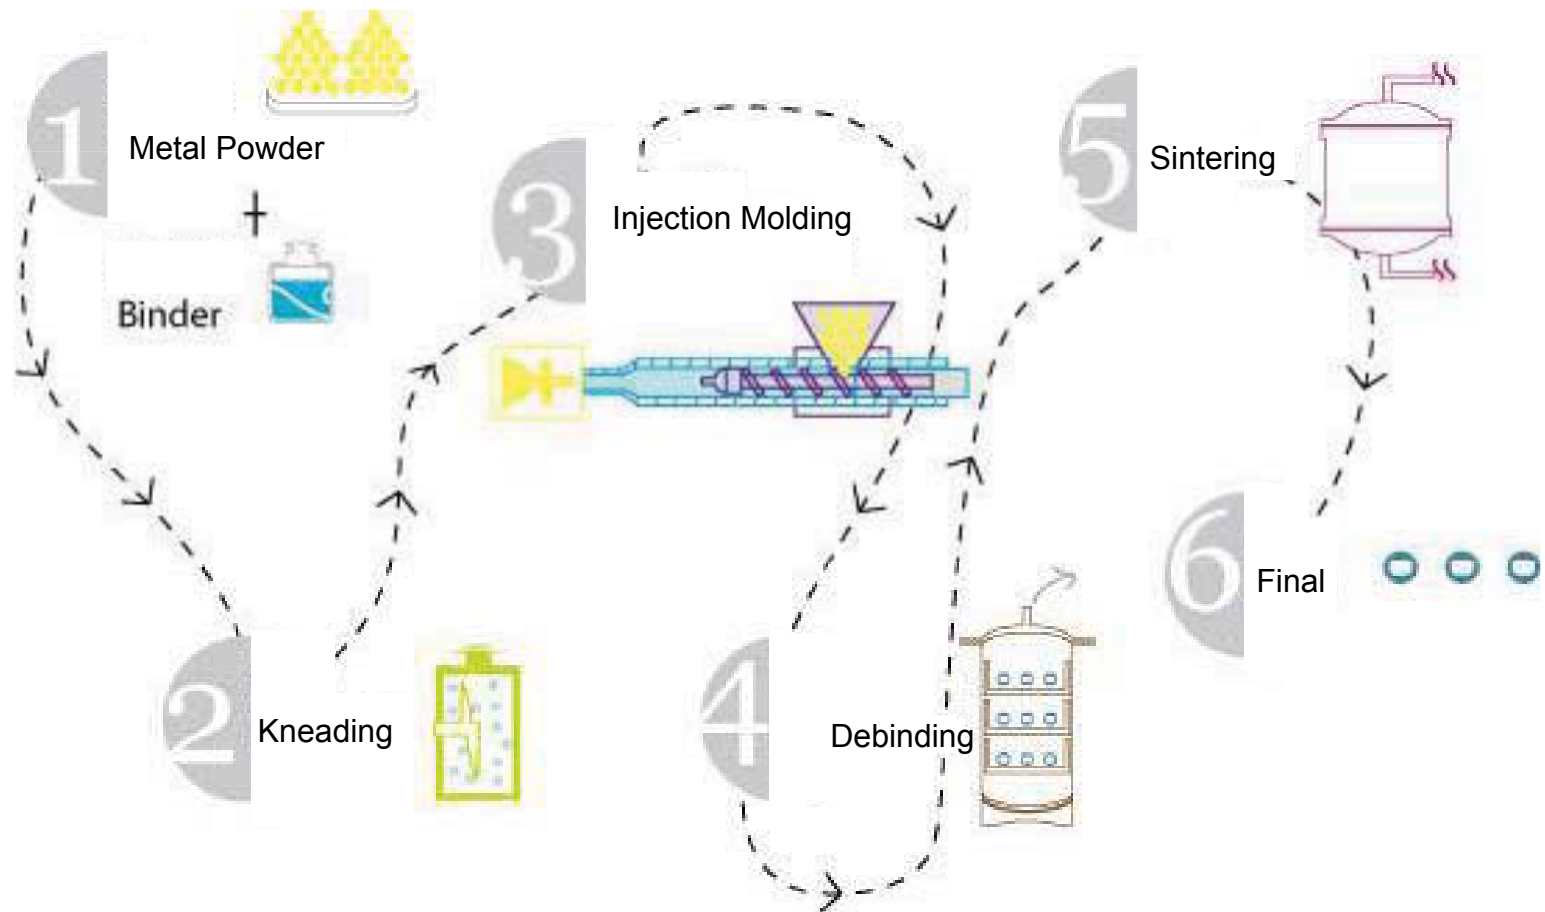 1
Metal Powder
+
Binder
2
Kneading
3
Injection Molding
4
Debinding
5
Sintering
6
Final